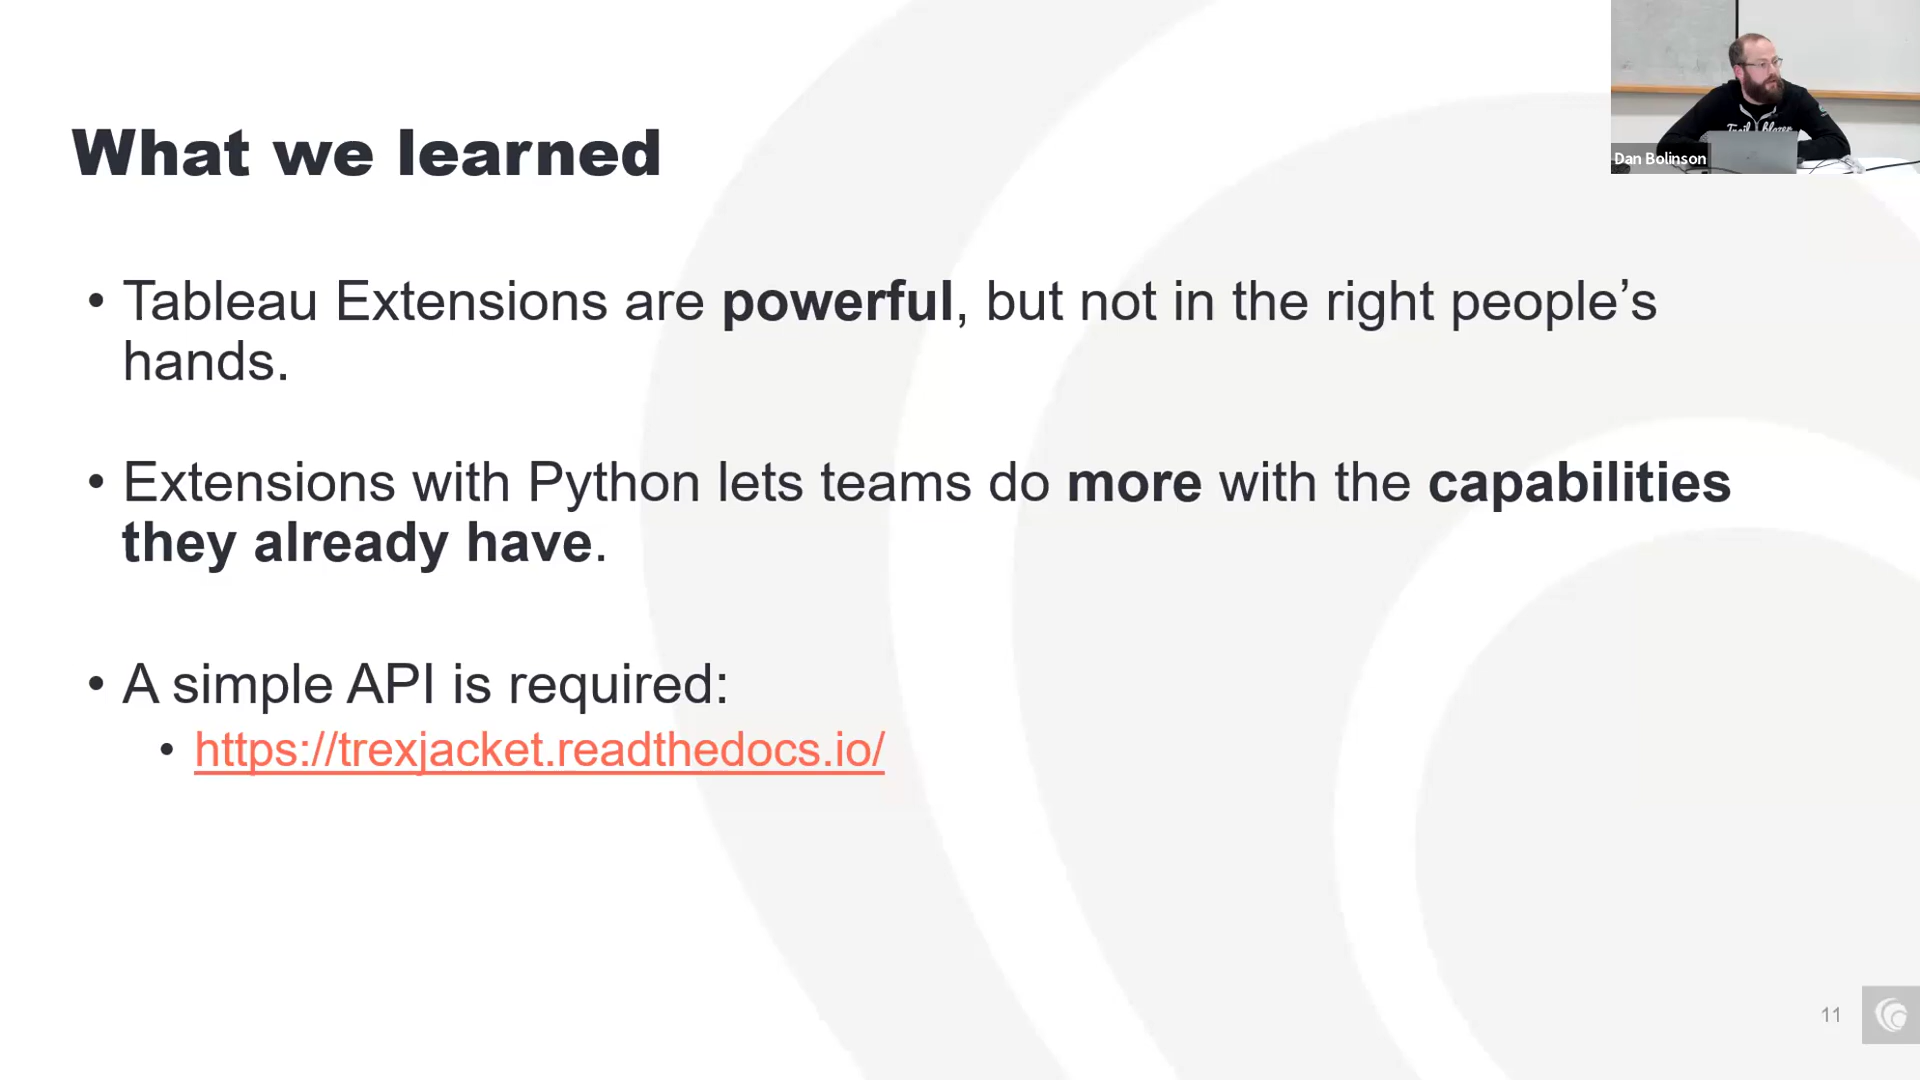 What we learned
• Tableau Extensions are powerful, but not in the right people’s
hands.
• Extensions with Python lets teams do more with the capabilities
they already have.
• A simple API is required:
• https://trexjacket.readthedocs.io/
Trail blazer
Dan Bolinson
11